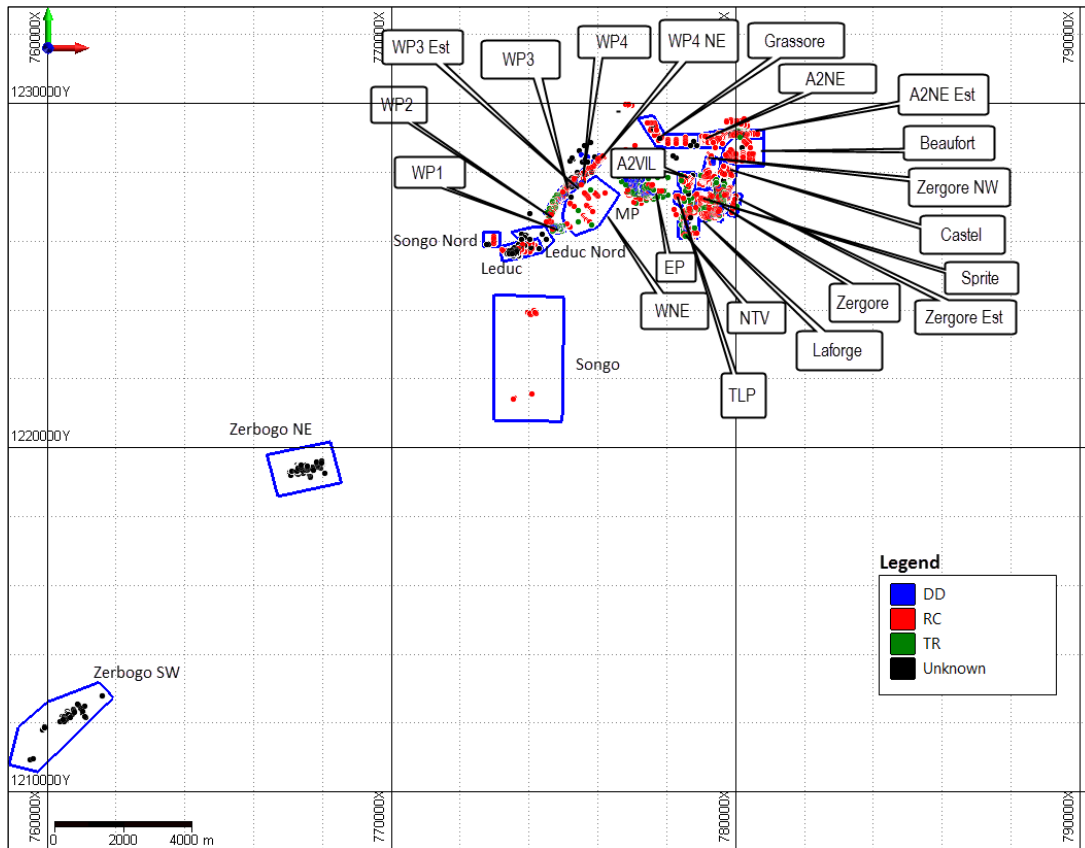 760000X
770000X
780000X
790000X
WP3 Est
WP3
WP4
WP4 NE
Grassore
A2NE
A2NE Est
1230000Y
WP2
Beaufort
WP1
A2VIL
Zergore NW
MP
Castel
Songo Nord
Leduc Nord
Leduc
EP
Sprite
WNE
NTV
Zergore
Zergore Est
Laforge
Songo
TLP
Zerbogo NE
1220000Y
Legend
DD
RC
TR
Unknown
Zerbogo SW
1210000Y
760000X
770000X
780000X
790000X
0 2000 4000 m